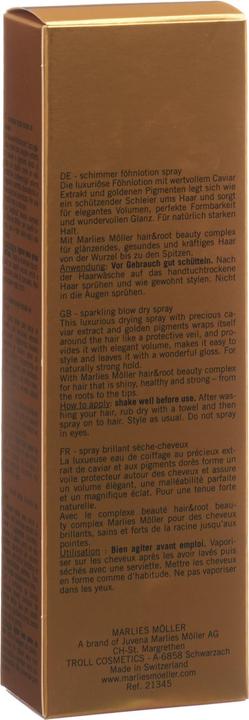 DE - schimmer föhnlotion spray
Die luxuriöse Föhnlotion mit wertvollem Caviar
Extrakt und goldenen Pigmenten legt sich wie
ein schützender Schleier ums Haar und sorgt
für elegantes Volumen, perfekte Formbarkeit
und wundervollen Glanz. Für natürlich starken
Halt.
Mit Marlies Möller hair&root beauty complex
für glänzendes, gesundes und kräftiges Haar
von der Wurzel bis zu den Spitzen.
Anwendung: Vor Gebrauch gut schütteln. Nach
der Haarwäsche auf das handtuchtrockene
Haar sprühen und wie gewohnt stylen. Nicht
in die Augen sprühen.
GB - sparkling blow dry spray
This luxurious drying spray with precious ca-
viar extract and golden pigments wraps itself
around the hair like a protective veil, and pro-
vides it with elegant volume, makes it easy to
style and leaves it with a wonderful gloss. For
naturally strong hold.
With Marlies Möller hair&root beauty complex
for hair that is shiny, healthy and strong – from
the roots to the tips.
How to apply: shake well before use. After was-
hing your hair, rub dry with a towel and then
spray on to hair. Style as usual. Do not spray
in eyes.
FR - spray brillant sèche-cheveux
La luxueuse eau de coiffage au précieux ext-
rait de caviar et aux pigments dorés forme un
voile protecteur autour des cheveux et assure
un volume élégant, une malléabilité parfaite
et un magnifique éclat. Pour une tenue forte
naturelle.
Avec le complexe beauté hair&root beau-
ty complex Marlies Möller pour des cheveux
brillants, sains et forts de la racine jusqu'aux
pointes.
Utilisation : Bien agiter avant emploi. Vapori-
ser sur les cheveux après les avoir lavés puis
séchés avec une serviette. Mettre les cheveux
en forme comme d'habitude. Ne pas vaporiser
dans les yeux.
MARLIES MÖLLER
A brand of Juvena Marlies Möller AG
CH-St. Margrethen
TROLL COSMETICS - A-6858 Schwarzach
Made in Switzerland
www.marliesmoller.com
Ref. 21345